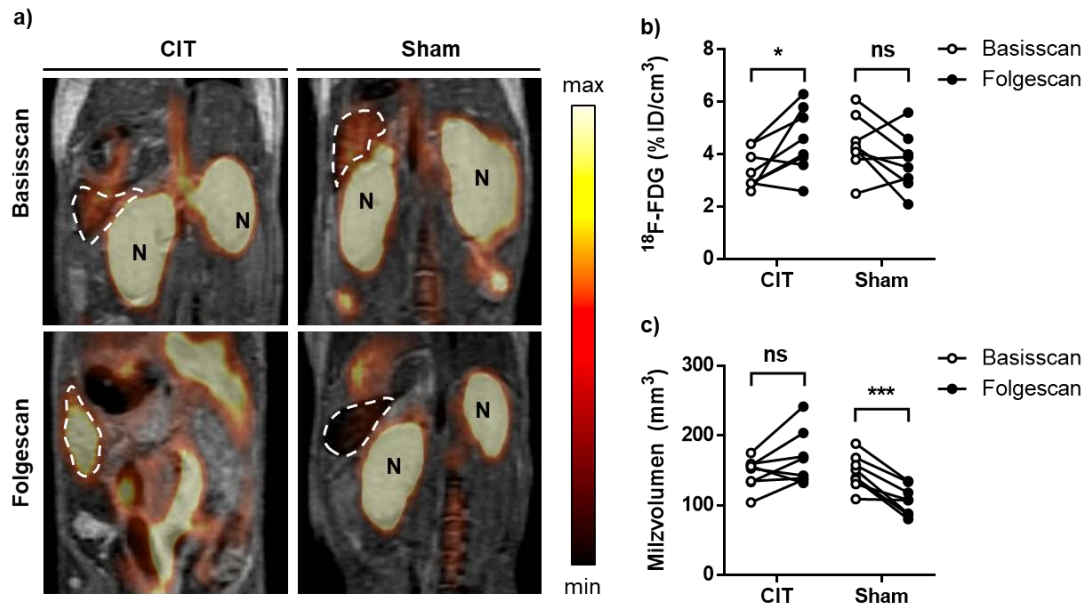 a)
CIT
Sham
Basisscan
Folgescan
N
N
N
N
N
N
max
min
b)
¹⁸F-FDG (% ID/cm³)
8
6
4
2
0
*
ns
CIT
Sham
Basisscan
Folgescan
c)
Milzvolumen (mm³)
300
200
100
0
ns
***
CIT
Sham
Basisscan
Folgescan